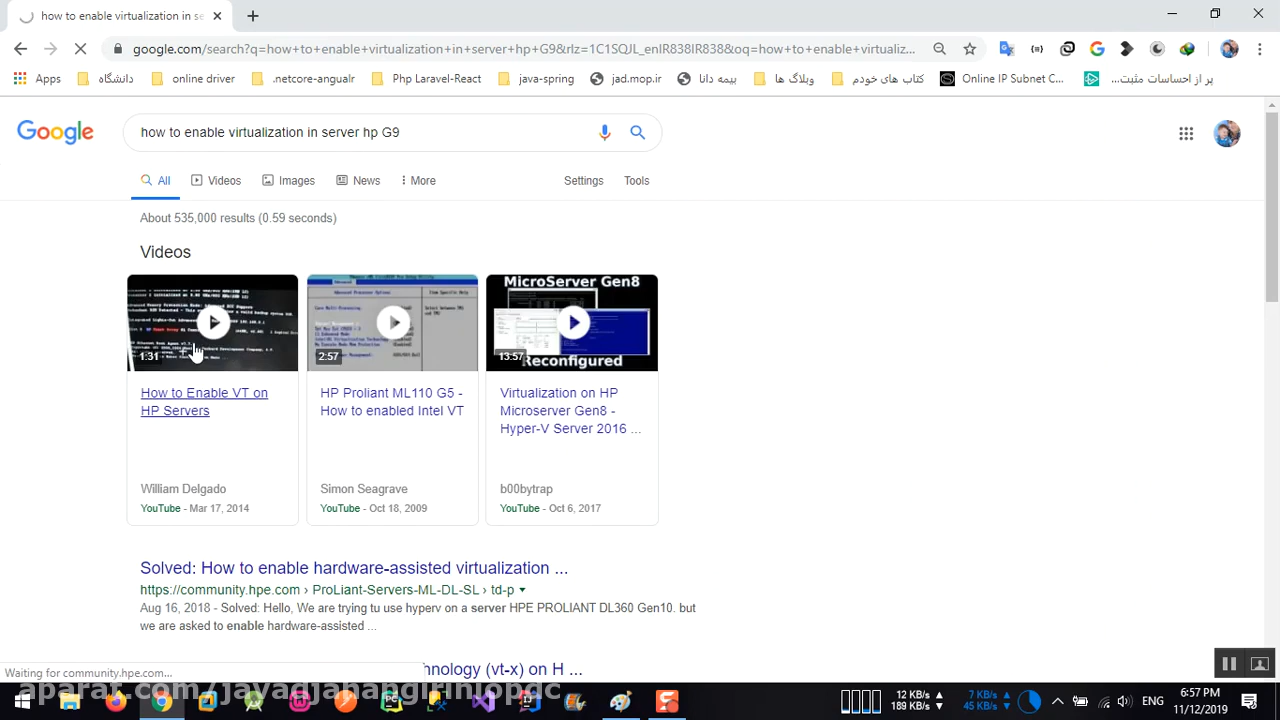 how to enable virtualization in se
google.com/search?q=how+to+enable+virtualization+in+server+hp+G9&rlz=1C1SQJL_enIR838IR838&oq=how+to+enable+virtualiz...
Apps دانشگاه online driver .netcore-angualr Php Laravel-React java-spring jad.mop.ir بیمه دانا وبلاگ ها کتاب های خودم Online IP Subnet C... پر از احساسات مثبت...
Google how to enable virtualization in server hp G9
All Videos Images News More Settings Tools
About 535,000 results (0.59 seconds)
Videos
MicroServer Gen8
Reconfigured
1:31 2:57 13:57
How to Enable VT on HP Servers
William Delgado
YouTube - Mar 17, 2014
HP Proliant ML110 G5 - How to enabled Intel VT
Simon Seagrave
YouTube - Oct 18, 2009
Virtualization on HP Microserver Gen8 - Hyper-V Server 2016 ...
b00bytrap
YouTube - Oct 6, 2017
Solved: How to enable hardware-assisted virtualization ...
https://community.hpe.com › ProLiant-Servers-ML-DL-SL › td-p
Aug 16, 2018 - Solved: Hello, We are trying to use hyperv on a server HPE PROLIANT DL360 Gen10. but
we are asked to enable hardware-assisted ...
hnology (vt-x) on H ...
Waiting for community.hpe.com...
12 KB/s 189 KB/s 7 KB/s 45 KB/s ENG 6:57 PM
11/12/2019